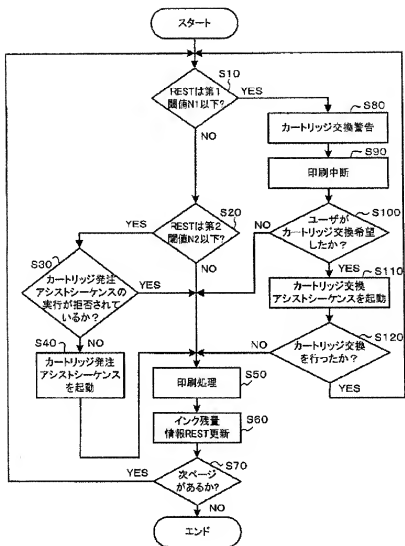 スタート
S10
RESTは第1
閾値N1以下?
YES
NO
S80
カートリッジ交換警告
S90
印刷中断
S100
ユーザが
カートリッジ交換希望
したか?
NO
YES
S110
カートリッジ交換
アシストシーケンスを起動
S120
カートリッジ交換
を行ったか?
NO
YES
S20
RESTは第2
閾値N2以下?
YES
NO
S30
カートリッジ発注
アシストシーケンスの
実行が拒否されて
いるか?
YES
NO
S40
カートリッジ発注
アシストシーケンス
を起動
S50
印刷処理
S60
インク残量
情報REST更新
S70
次ページ
があるか?
YES
NO
エンド